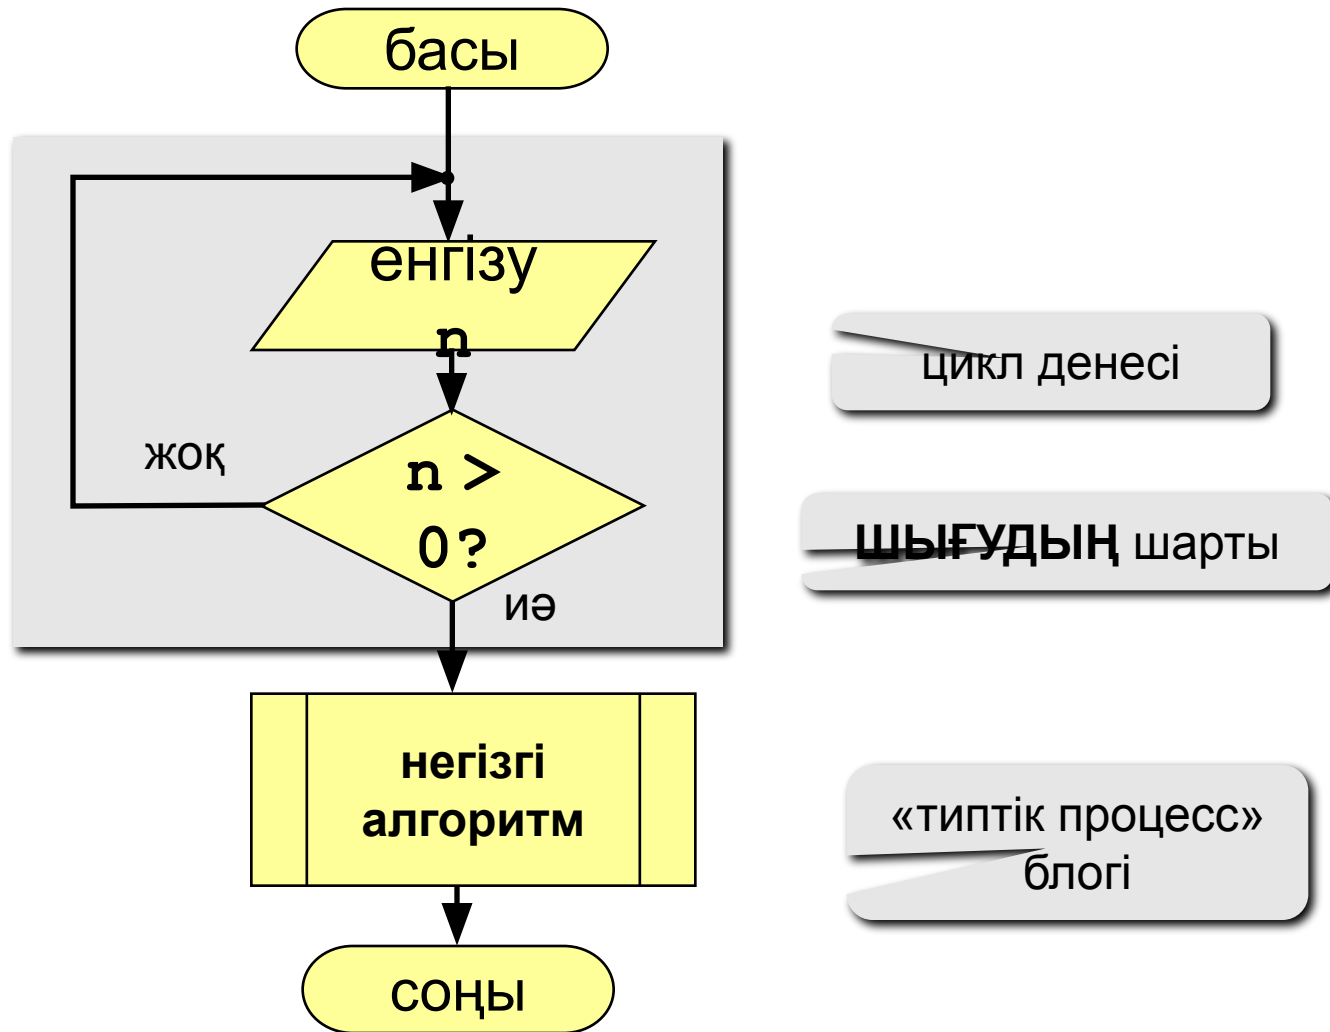 басы
енгізу
n
цикл денесі
жоқ
n >
0?
ШЫҒУДЫҢ шарты
иә
негізгі
алгоритм
«типтік процесс»
блогі
соңы